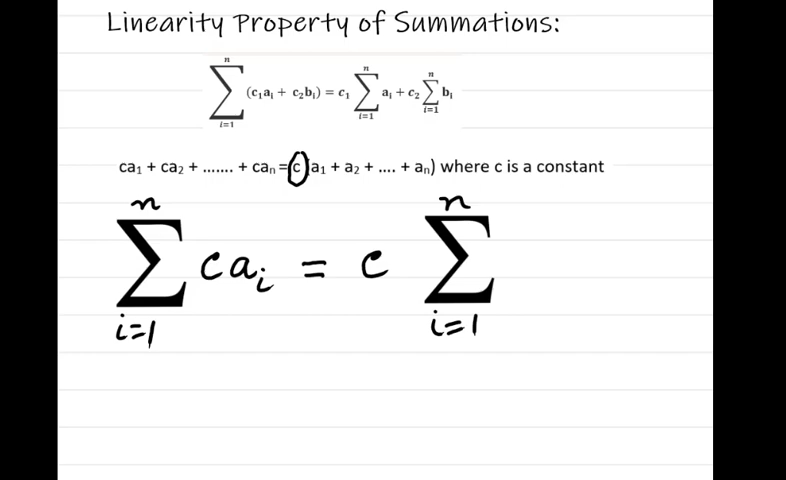 Linearity Property of Summations:
n n n
∑ (c₁aᵢ + c₂bᵢ) = c₁ ∑ aᵢ + c₂ ∑ bᵢ
i=1 i=1 i=1
ca₁ + ca₂ + ....... + caₙ =(c)(a₁ + a₂ + .... + aₙ) where c is a constant
n n
∑ caᵢ = c ∑
i=1 i=1